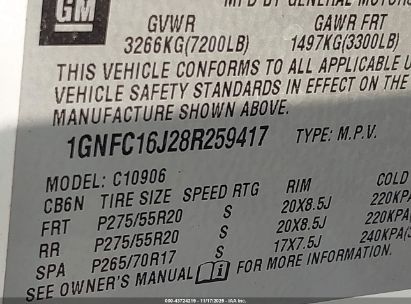 MFD BY GENERAL MOTORS
GM
GVWR GAWR FRT
3266KG(7200LB) 1497KG(3300LB)
THIS VEHICLE CONFORMS TO ALL APPLICABLE
VEHICLE SAFETY STANDARDS IN EFFECT ON THE
MANUFACTURE SHOWN ABOVE.
1GNFC16J28R259417 TYPE: M.P.V.
MODEL: C10906
CB6N TIRE SIZE SPEED RTG RIM COLD
FRT P275/55R20 S 20X8.5J 220KPA
RR P275/55R20 S 20X8.5J 220KPA
SPA P265/70R17 S 17X7.5J 240KPA(3
SEE OWNER'S MANUAL FOR MORE INFORMATION.